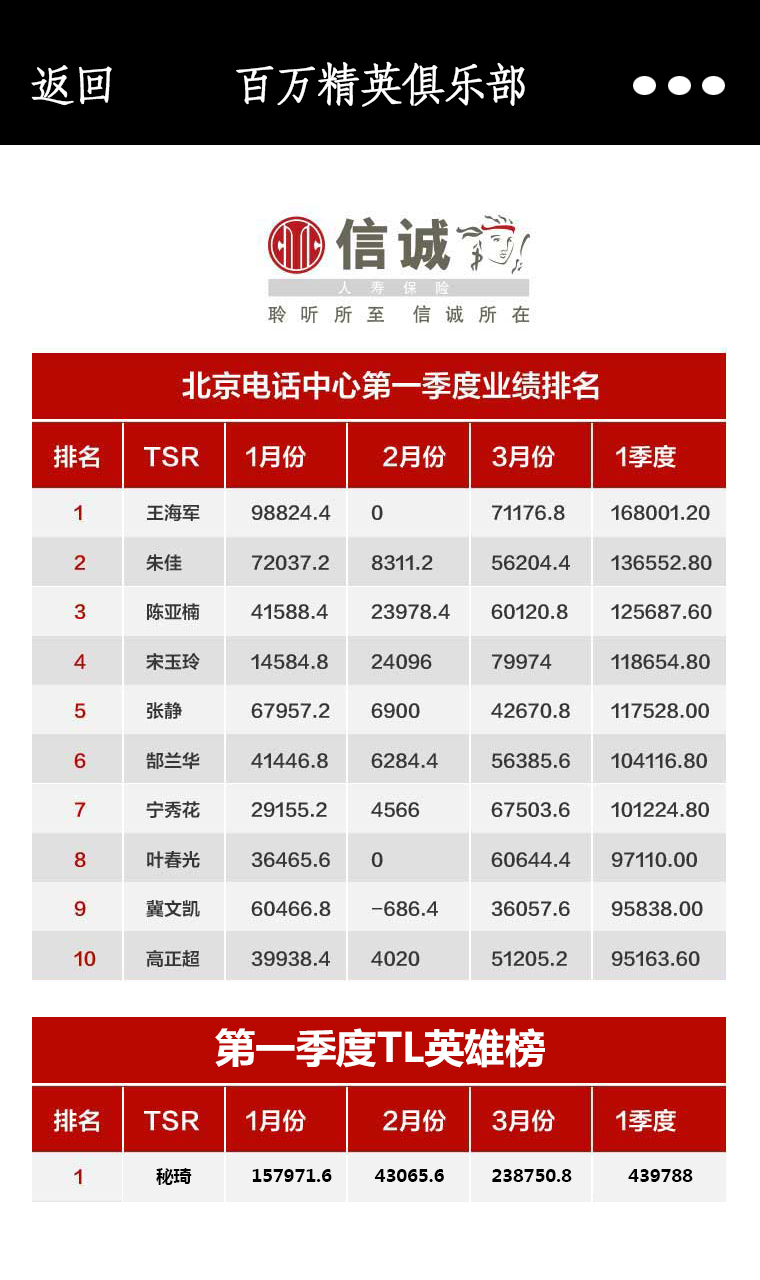 返回 百万精英俱乐部
信诚
人寿保险
聆听所至 信诚所在
北京电话中心第一季度业绩排名
排名 TSR 1月份 2月份 3月份 1季度
1 王海军 98824.4 0 71176.8 168001.20
2 朱佳 72037.2 8311.2 56204.4 136552.80
3 陈亚楠 41588.4 23978.4 60120.8 125687.60
4 宋玉玲 14584.8 24096 79974 118654.80
5 张静 67957.2 6900 42670.8 117528.00
6 郜兰华 41446.8 6284.4 56385.6 104116.80
7 宁秀花 29155.2 4566 67503.6 101224.80
8 叶春光 36465.6 0 60644.4 97110.00
9 冀文凯 60466.8 -686.4 36057.6 95838.00
10 高正超 39938.4 4020 51205.2 95163.60
第一季度TL英雄榜
排名 TSR 1月份 2月份 3月份 1季度
1 秘琦 157971.6 43065.6 238750.8 439788